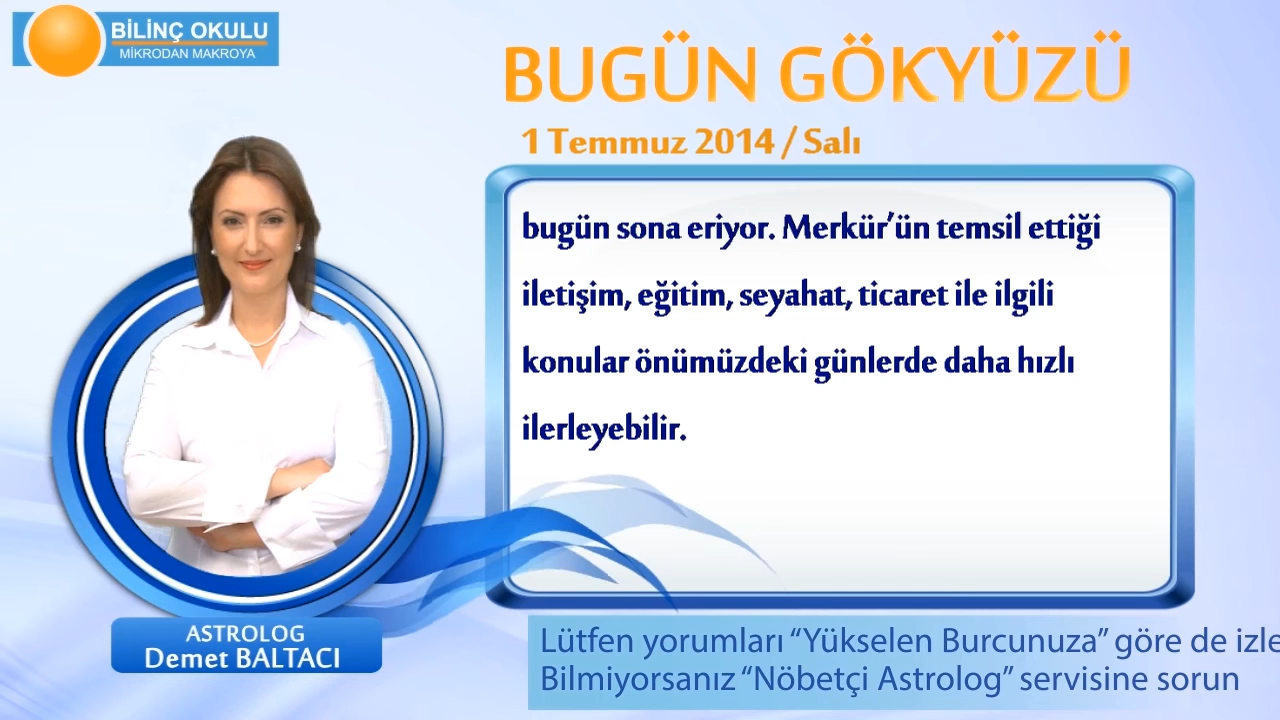 BİLİNÇ OKULU
MİKRODAN MAKROYA
BUGÜN GÖKYÜZÜ
1 Temmuz 2014 / Salı
bugün sona eriyor. Merkür'ün temsil ettiği
iletişim, eğitim, seyahat, ticaret ile ilgili
konular önümüzdeki günlerde daha hızlı
ilerleyebilir.
ASTROLOG
Demet BALTACI
Lütfen yorumları “Yükselen Burcunuza” göre de izle
Bilmiyorsanız “Nöbetçi Astrolog” servisine sorun